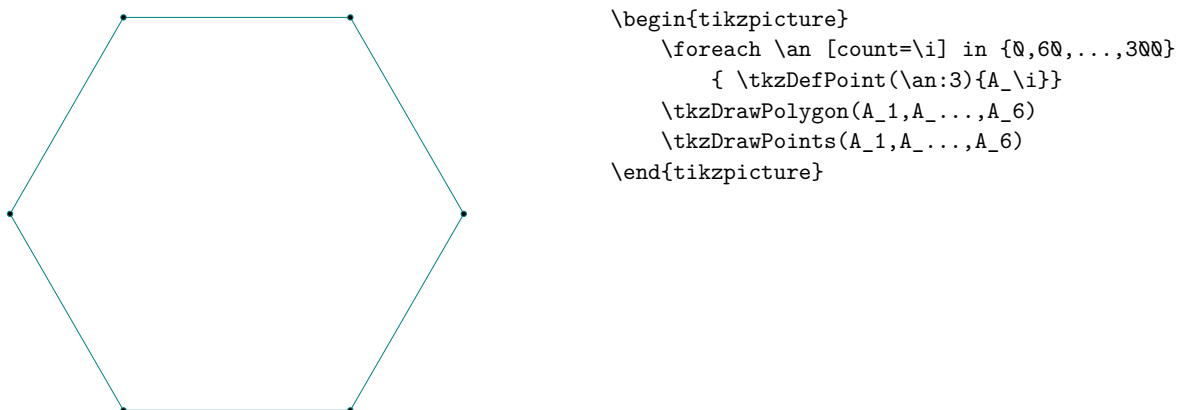 \begin{tikzpicture}
    \foreach \an [count=\i] in {0,60,...,300}
        { \tkzDefPoint(\an:3){A_\i}}
    \tkzDrawPolygon(A_1,A_...,A_6)
    \tkzDrawPoints(A_1,A_...,A_6)
\end{tikzpicture}